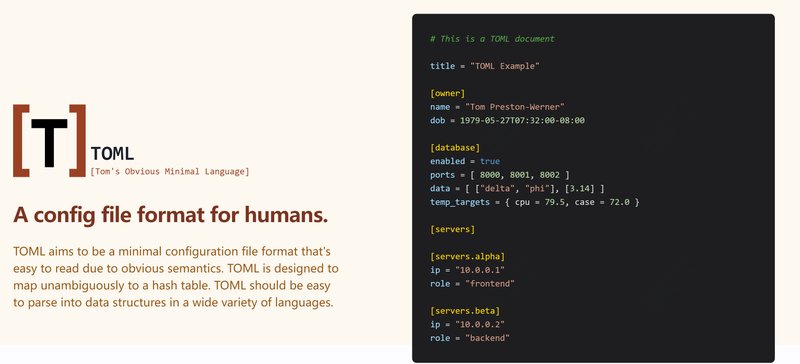 [T]
TOML
[Tom's Obvious Minimal Language]
A config file format for humans.
TOML aims to be a minimal configuration file format that's
easy to read due to obvious semantics. TOML is designed to
map unambiguously to a hash table. TOML should be easy
to parse into data structures in a wide variety of languages.
# This is a TOML document
title = "TOML Example"
[owner]
name = "Tom Preston-Werner"
dob = 1979-05-27T07:32:00-08:00
[database]
enabled = true
ports = [ 8000, 8001, 8002 ]
data = [ ["delta", "phi"], [3.14] ]
temp_targets = { cpu = 79.5, case = 72.0 }
[servers]
[servers.alpha]
ip = "10.0.0.1"
role = "frontend"
[servers.beta]
ip = "10.0.0.2"
role = "backend"